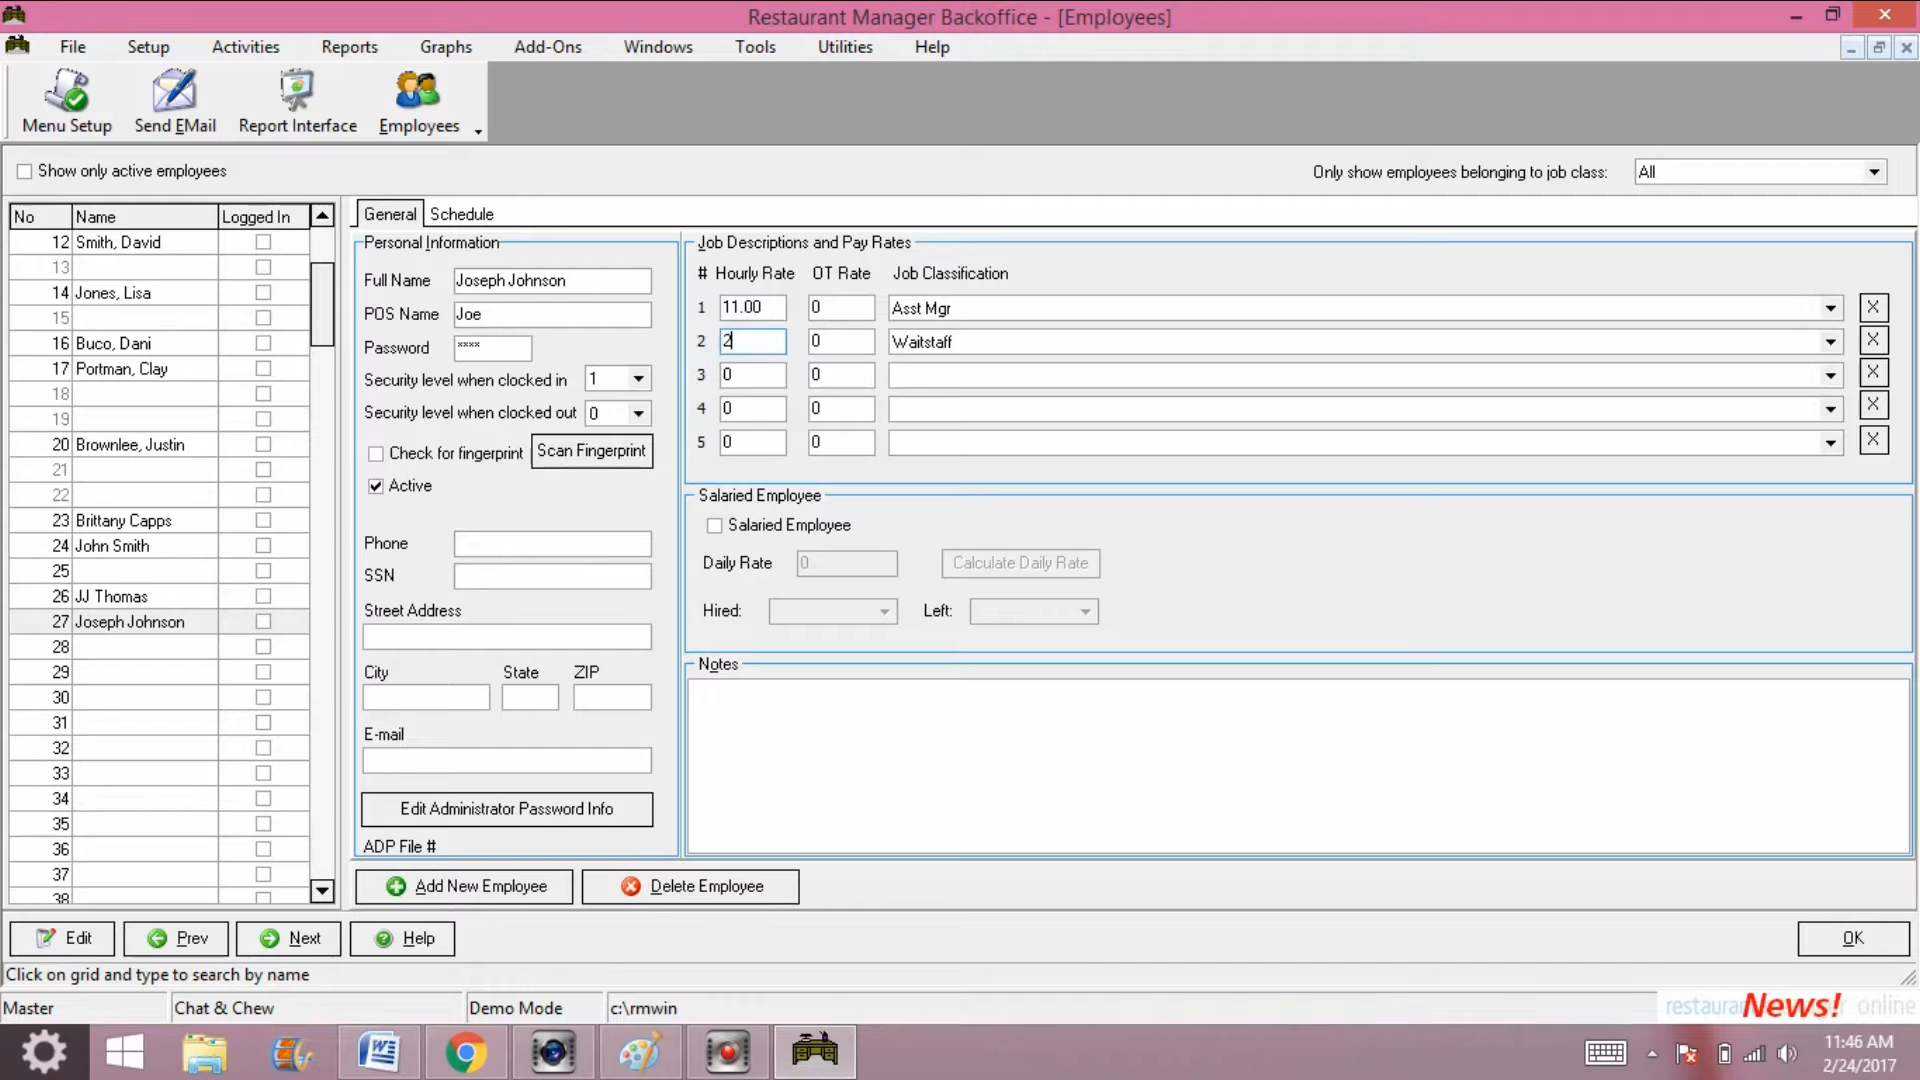 Restaurant Manager Backoffice - [Employees]
File Setup Activities Reports Graphs Add-Ons Windows Tools Utilities Help
Menu Setup Send EMail Report Interface Employees
Show only active employees
Only show employees belonging to job class: All
No Name Logged In
12 Smith, David
13
14 Jones, Lisa
15
16 Buco, Dani
17 Portman, Clay
18
19
20 Brownlee, Justin
21
22
23 Brittany Capps
24 John Smith
25
26 JJ Thomas
27 Joseph Johnson
28
29
30
31
32
33
34
35
36
37
38
General Schedule
Personal Information
Full Name Joseph Johnson
POS Name Joe
Password ****
Security level when clocked in 1
Security level when clocked out 0
Check for fingerprint Scan Fingerprint
Active
Phone
SSN
Street Address
City State ZIP
E-mail
Edit Administrator Password Info
ADP File #
Job Descriptions and Pay Rates
# Hourly Rate OT Rate Job Classification
1 11.00 0 Asst Mgr X
2 2 0 Waitstaff X
3 0 0 X
4 0 0 X
5 0 0 X
Salaried Employee
Salaried Employee
Daily Rate 0 Calculate Daily Rate
Hired: Left:
Notes
Add New Employee Delete Employee
Edit Prev Next Help OK
Click on grid and type to search by name
Master Chat & Chew Demo Mode c:\rmwin
News! online
11:46 AM
2/24/2017